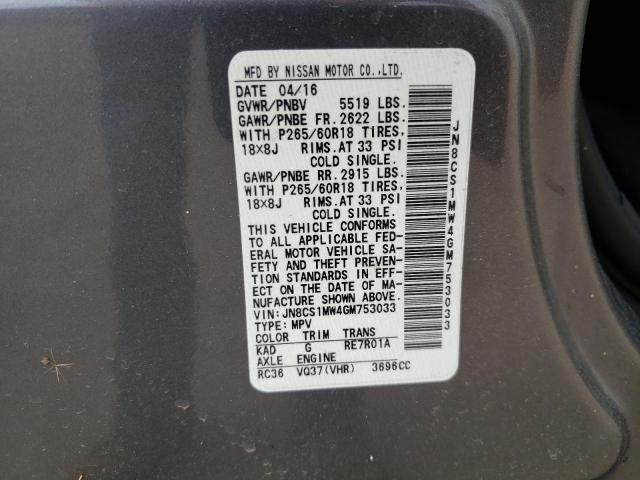 MFD BY NISSAN MOTOR CO.,LTD.
DATE 04/16
GVWR/PNBV 5519 LBS.
GAWR/PNBE FR. 2622 LBS.
WITH P265/60R18 TIRES,
18X8J RIMS.AT 33 PSI
COLD SINGLE.
GAWR/PNBE RR. 2915 LBS.
WITH P265/60R18 TIRES,
18X8J RIMS.AT 33 PSI
COLD SINGLE.
THIS VEHICLE CONFORMS
TO ALL APPLICABLE FED-
ERAL MOTOR VEHICLE SA-
FETY AND THEFT PREVEN-
TION STANDARDS IN EFF-
ECT ON THE DATE OF MA-
NUFACTURE SHOWN ABOVE.
VIN: JN8CS1MW4GM753033
TYPE: MPV
COLOR TRIM TRANS
KAD G RE7R01A
AXLE ENGINE
RC36 VQ37(VHR) 3696CC
JN8CS1MW4GM753033